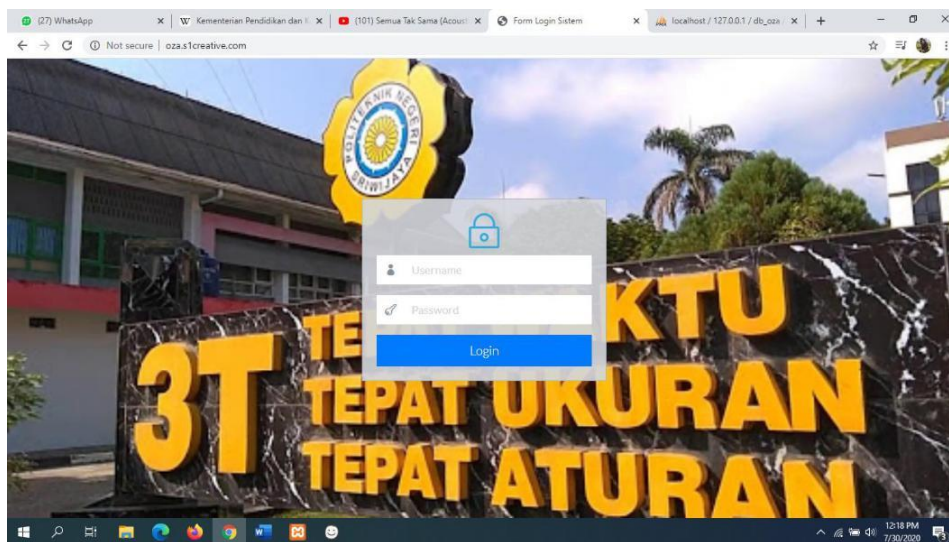 (27) WhatsApp
Kementerian Pendidikan dan K
(101) Semua Tak Sama (Acoust
Form Login Sistem
localhost / 127.0.0.1 / db_oza /
Not secure | oza.s1creative.com
POLITEKNIK NEGERI
SRIWIJAYA
Username
Password
Login
3T
TEPAT UKURAN
TEPAT ATURAN
12:18 PM
7/30/2020